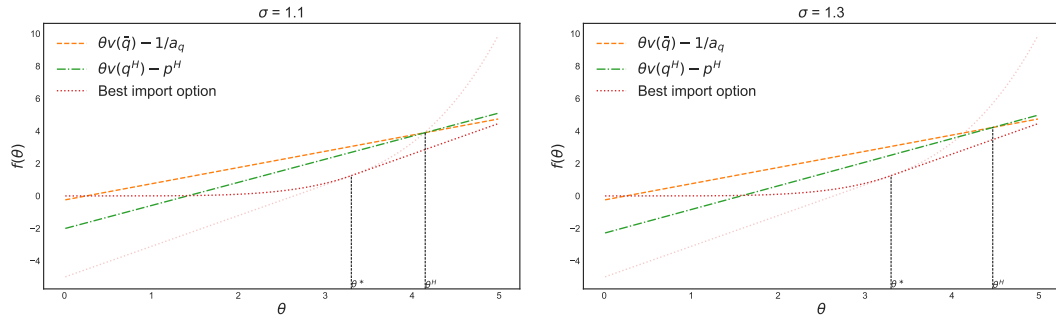 σ = 1.1
f(θ)
10
8
6
4
2
0
−2
−4
θv(q̄) − 1/a_q
θv(q^H) − p^H
Best import option
θ*
θ^H
0 1 2 3 4 5
θ
σ = 1.3
f(θ)
10
8
6
4
2
0
−2
−4
θv(q̄) − 1/a_q
θv(q^H) − p^H
Best import option
θ*
θ^H
0 1 2 3 4 5
θ